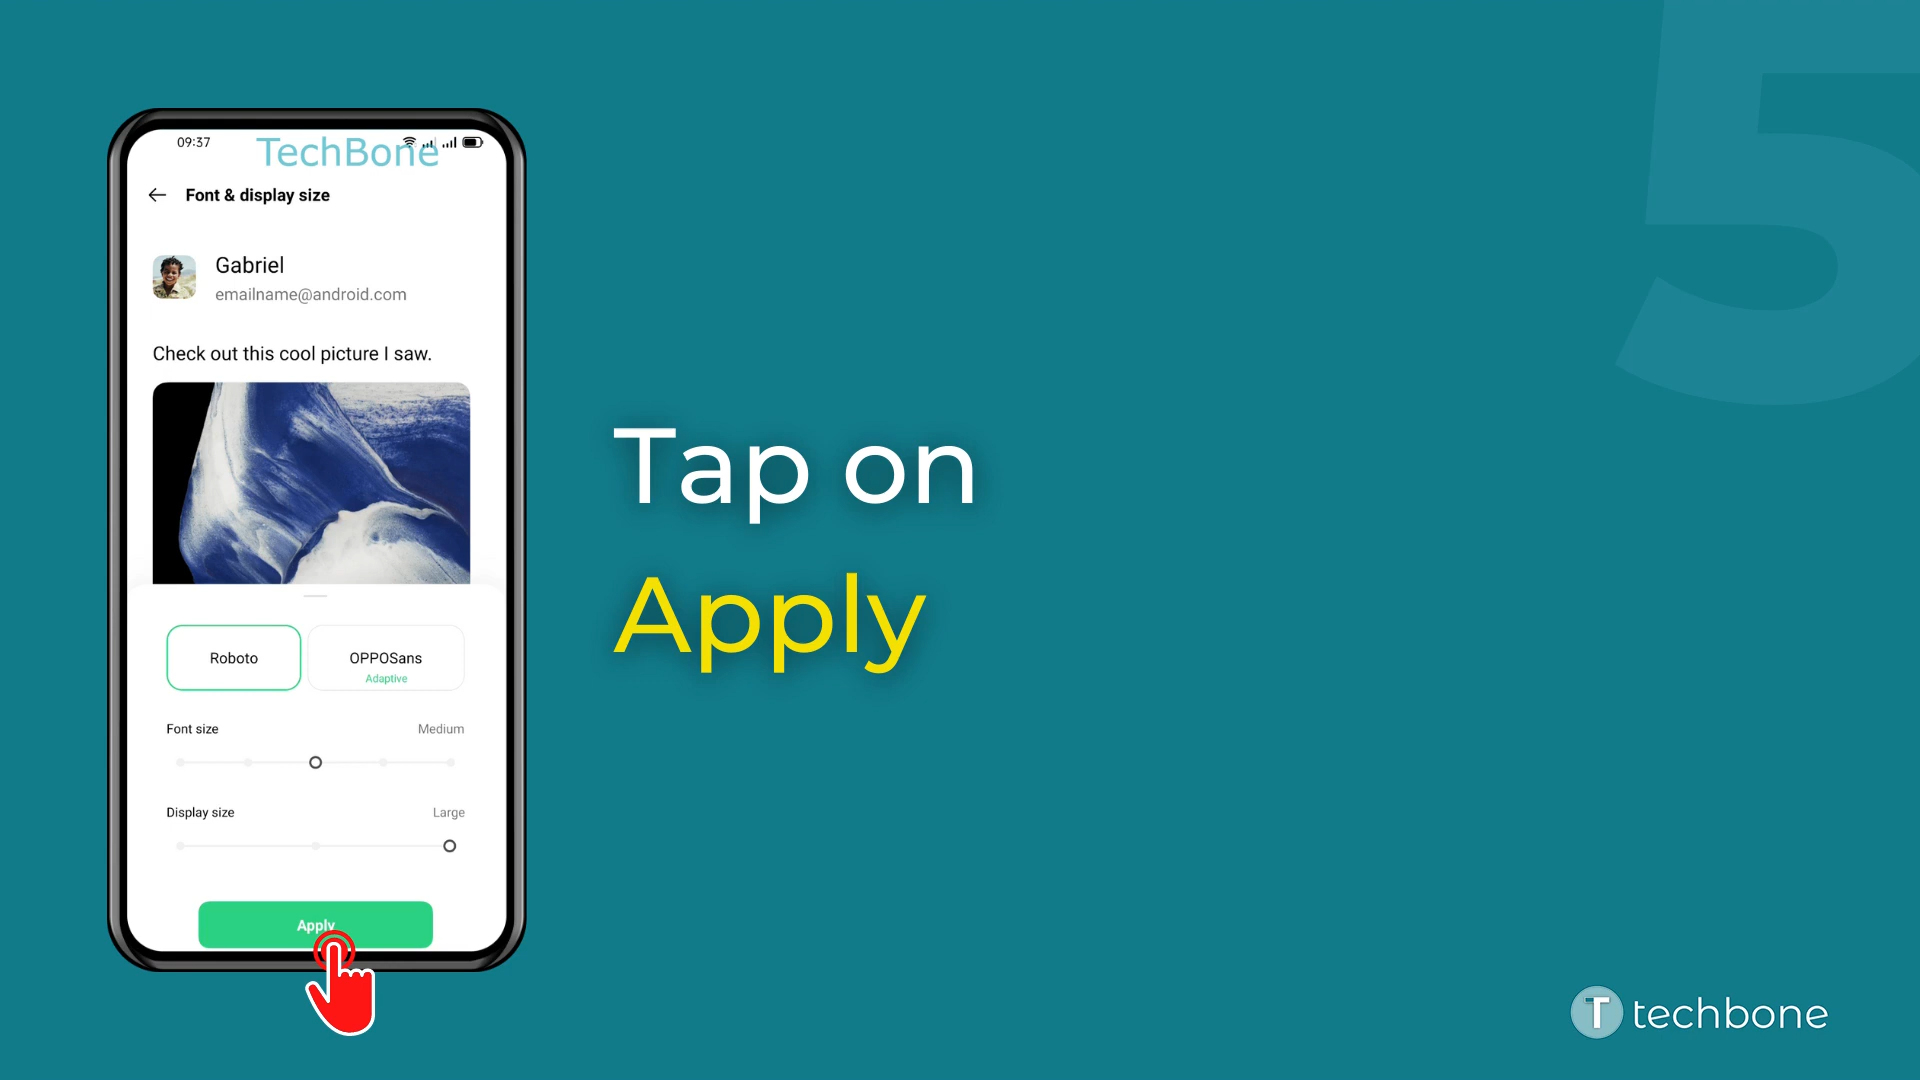 5
09:37
TechBone
Font & display size
Gabriel
emailname@android.com
Check out this cool picture I saw.
Roboto
OPPOSans
Adaptive
Font size Medium
Display size Large
Apply
Tap on
Apply
T techbone